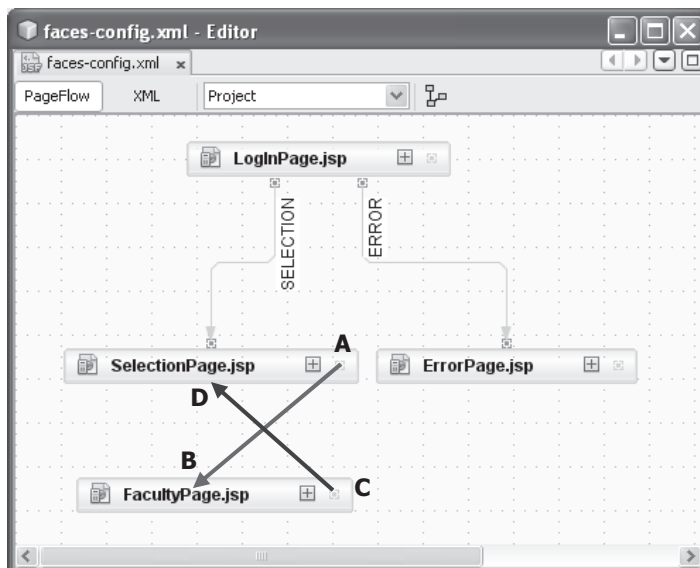 faces-config.xml - Editor
faces-config.xml
PageFlow XML Project
LogInPage.jsp
SELECTION
ERROR
A
SelectionPage.jsp
ErrorPage.jsp
D
B
FacultyPage.jsp
C